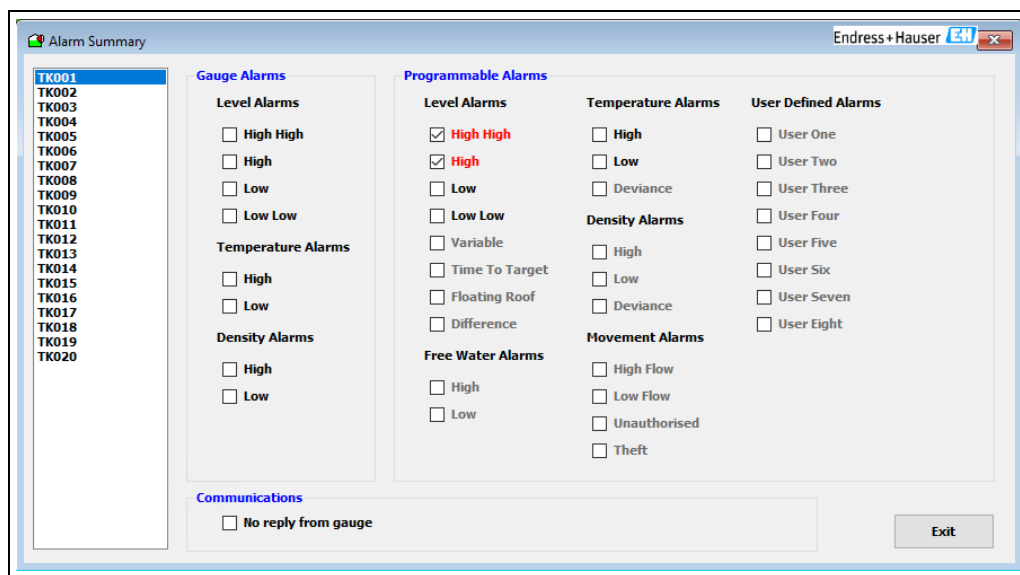 Alarm Summary
Endress+Hauser EH
TK001
TK002
TK003
TK004
TK005
TK006
TK007
TK008
TK009
TK010
TK011
TK012
TK013
TK014
TK015
TK016
TK017
TK018
TK019
TK020
Gauge Alarms
Level Alarms
High High
High
Low
Low Low
Temperature Alarms
High
Low
Density Alarms
High
Low
Programmable Alarms
Level Alarms
High High
High
Low
Low Low
Variable
Time To Target
Floating Roof
Difference
Free Water Alarms
High
Low
Temperature Alarms
High
Low
Deviance
Density Alarms
High
Low
Deviance
Movement Alarms
High Flow
Low Flow
Unauthorised
Theft
User Defined Alarms
User One
User Two
User Three
User Four
User Five
User Six
User Seven
User Eight
Communications
No reply from gauge
Exit